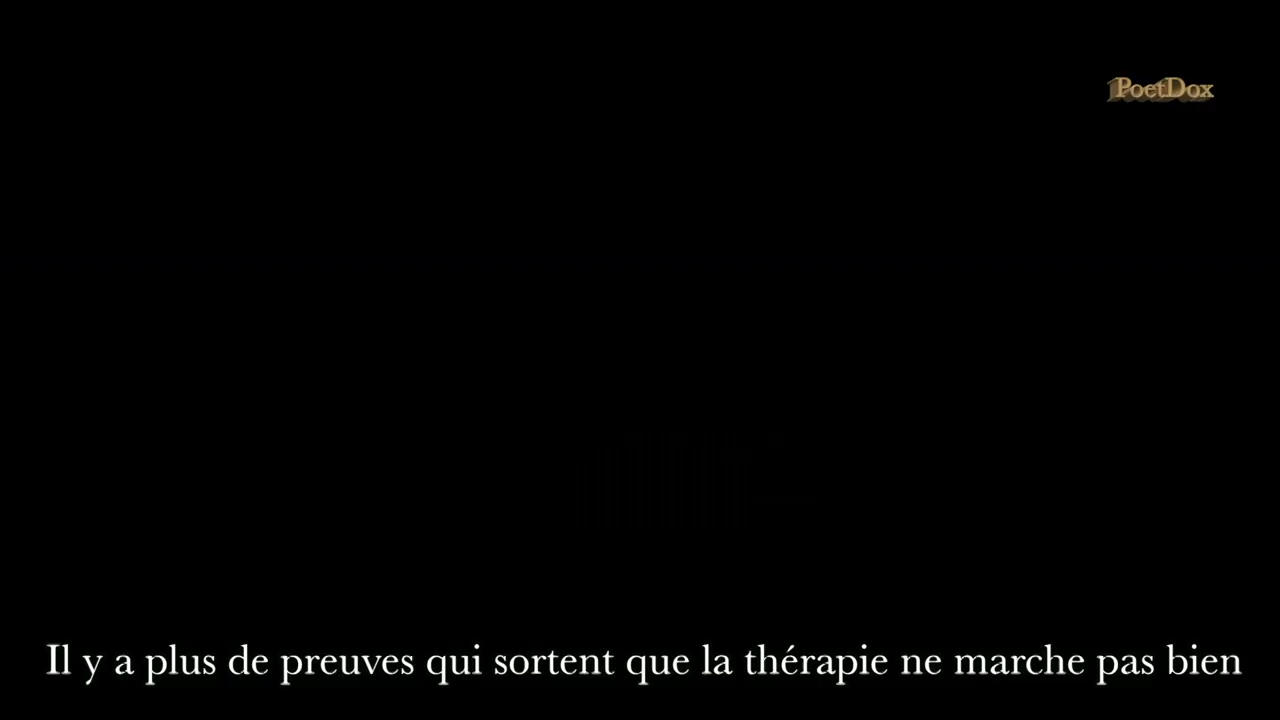 PoetDox
Il y a plus de preuves qui sortent que la thérapie ne marche pas bien